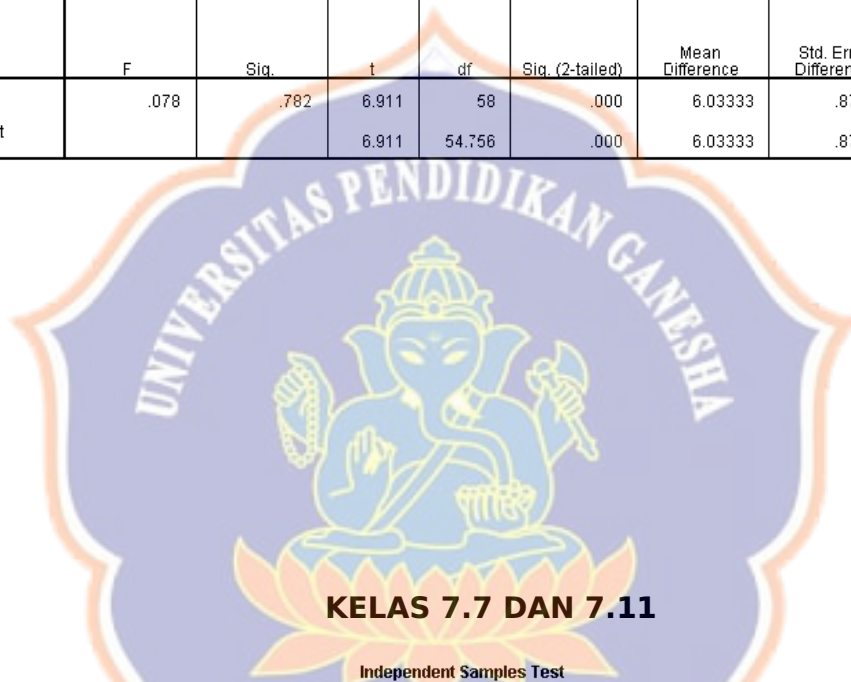 F Sig. t df Sig. (2-tailed) Mean Difference Std.
.078 .782 6.911 58 .000 6.03333
6.911 54.756 .000 6.03333
UNIVERSITAS PENDIDIKAN GANESHA
KELAS 7.7 DAN 7.11
Independent Samples Test